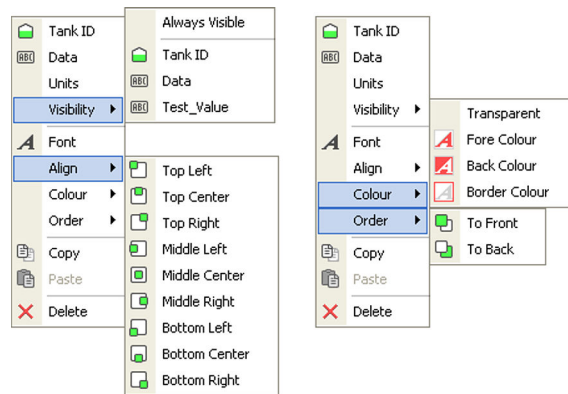 Tank ID
Data
Units
Visibility
Font
Align
Colour
Order
Copy
Paste
Delete
Always Visible
Tank ID
ABC Data
ABC Test_Value
Top Left
Top Center
Top Right
Middle Left
Middle Center
Middle Right
Bottom Left
Bottom Center
Bottom Right
Tank ID
ABC Data
Units
Visibility
A Font
Align
Colour
Order
Copy
Paste
Delete
Transparent
A Fore Colour
A Back Colour
A Border Colour
To Front
To Back